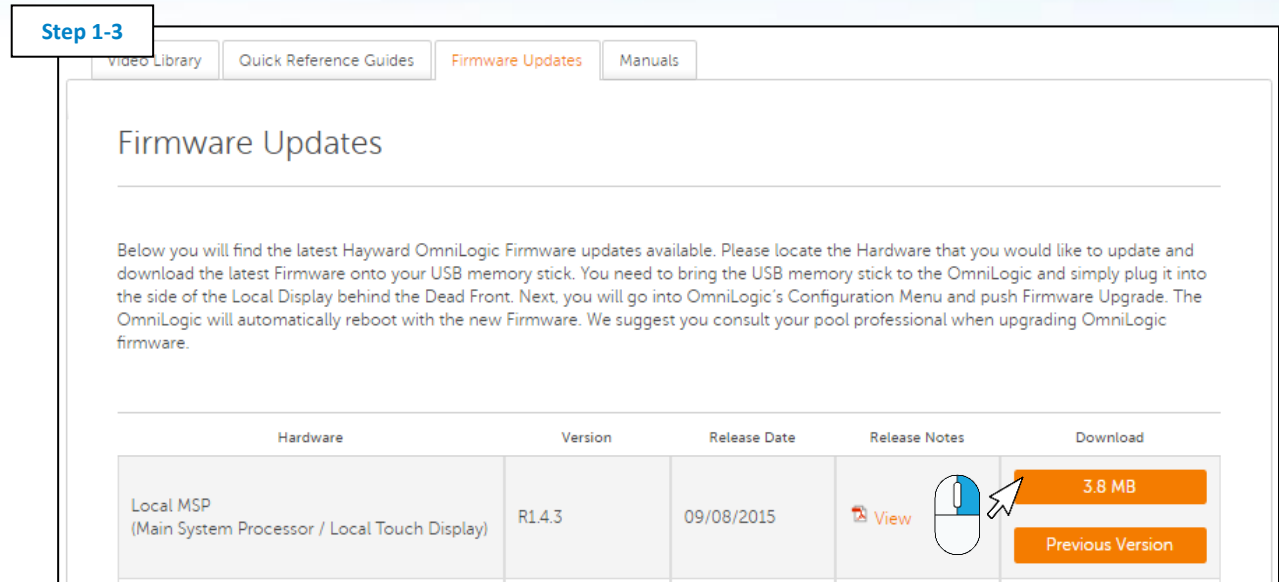 Step 1-3
Video Library
Quick Reference Guides
Firmware Updates
Manuals
Firmware Updates
Below you will find the latest Hayward OmniLogic Firmware updates available. Please locate the Hardware that you would like to update and
download the latest Firmware onto your USB memory stick. You need to bring the USB memory stick to the OmniLogic and simply plug it into
the side of the Local Display behind the Dead Front. Next, you will go into OmniLogic's Configuration Menu and push Firmware Upgrade. The
OmniLogic will automatically reboot with the new Firmware. We suggest you consult your pool professional when upgrading OmniLogic
firmware.
Hardware Version Release Date Release Notes Download
Local MSP
(Main System Processor / Local Touch Display)
R1.4.3
09/08/2015
View
3.8 MB
Previous Version